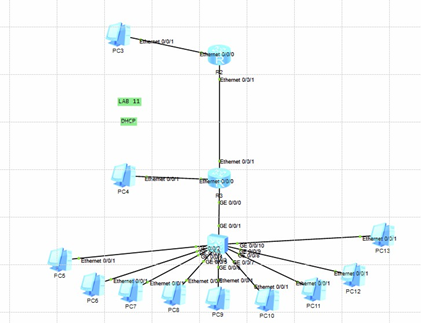 Ethernet 0/0/1
Ethernet 0/0/0
PC3
R2
Ethernet 0/0/1
LAB 11
DHCP
Ethernet 0/0/1
Ethernet 0/0/1
Ethernet 0/0/0
PC4
GE 0/0/0
GE 0/0/1
GE 0/0/10
Ethernet 0/0/1
Ethernet 0/0/1
PC13
PC5
Ethernet 0/0/1
Ethernet 0/0/1
Ethernet 0/0/1
Ethernet 0/0/1
Ethernet 0/0/1
Ethernet 0/0/1
PC12
PC6
PC7
PC8
PC9
PC10
PC11